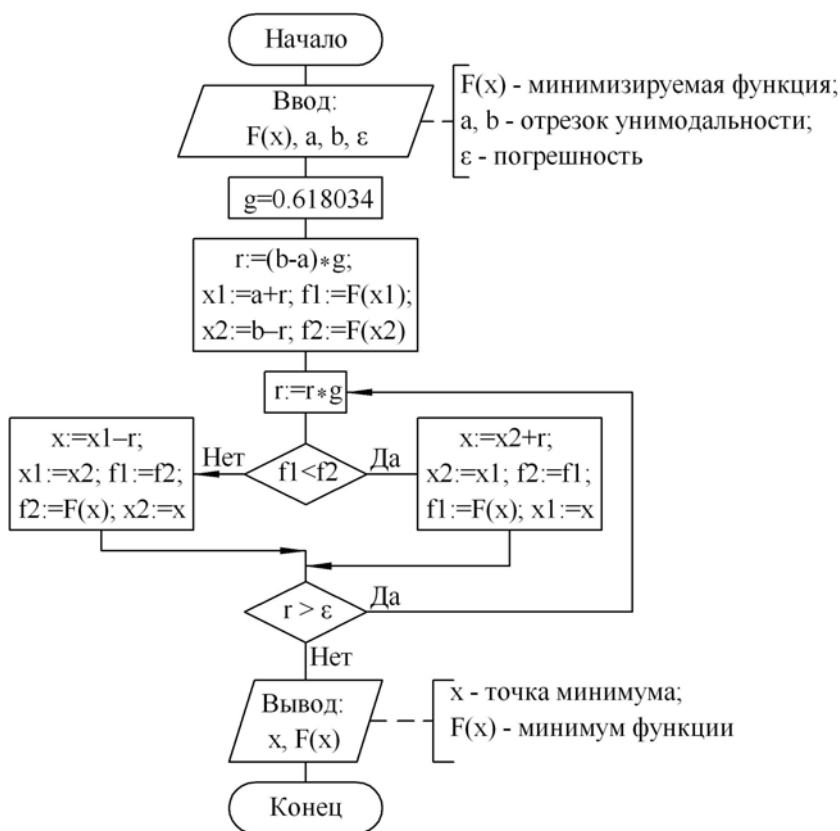 Начало
Ввод:
F(x), a, b, ε
F(x) - минимизируемая функция;
a, b - отрезок унимодальности;
ε - погрешность
g=0.618034
r:=(b-a)*g;
x1:=a+r; f1:=F(x1);
x2:=b–r; f2:=F(x2)
r:=r*g
x:=x1–r;
x1:=x2; f1:=f2;
f2:=F(x); x2:=x
Нет
f1<f2
Да
x:=x2+r;
x2:=x1; f2:=f1;
f1:=F(x); x1:=x
r > ε
Да
Нет
Вывод:
x, F(x)
x - точка минимума;
F(x) - минимум функции
Конец